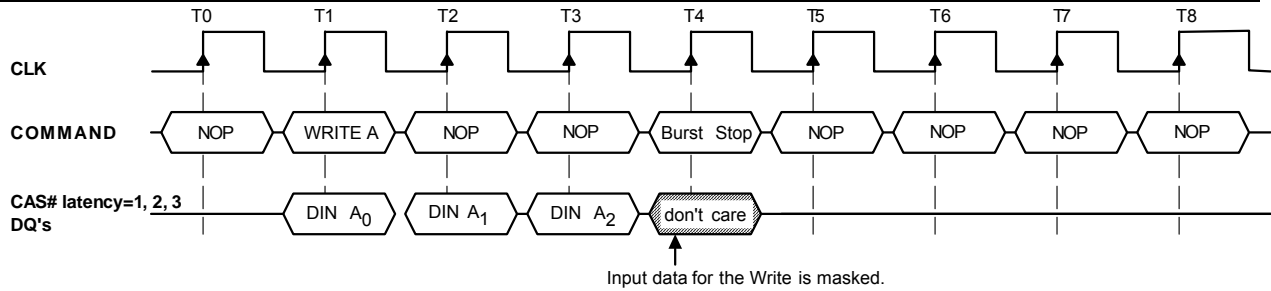 T0 T1 T2 T3 T4 T5 T6 T7 T8
CLK
COMMAND NOP WRITE A NOP NOP Burst Stop NOP NOP NOP NOP
CAS# latency=1, 2, 3
DQ's DIN A0 DIN A1 DIN A2 don't care
Input data for the Write is masked.